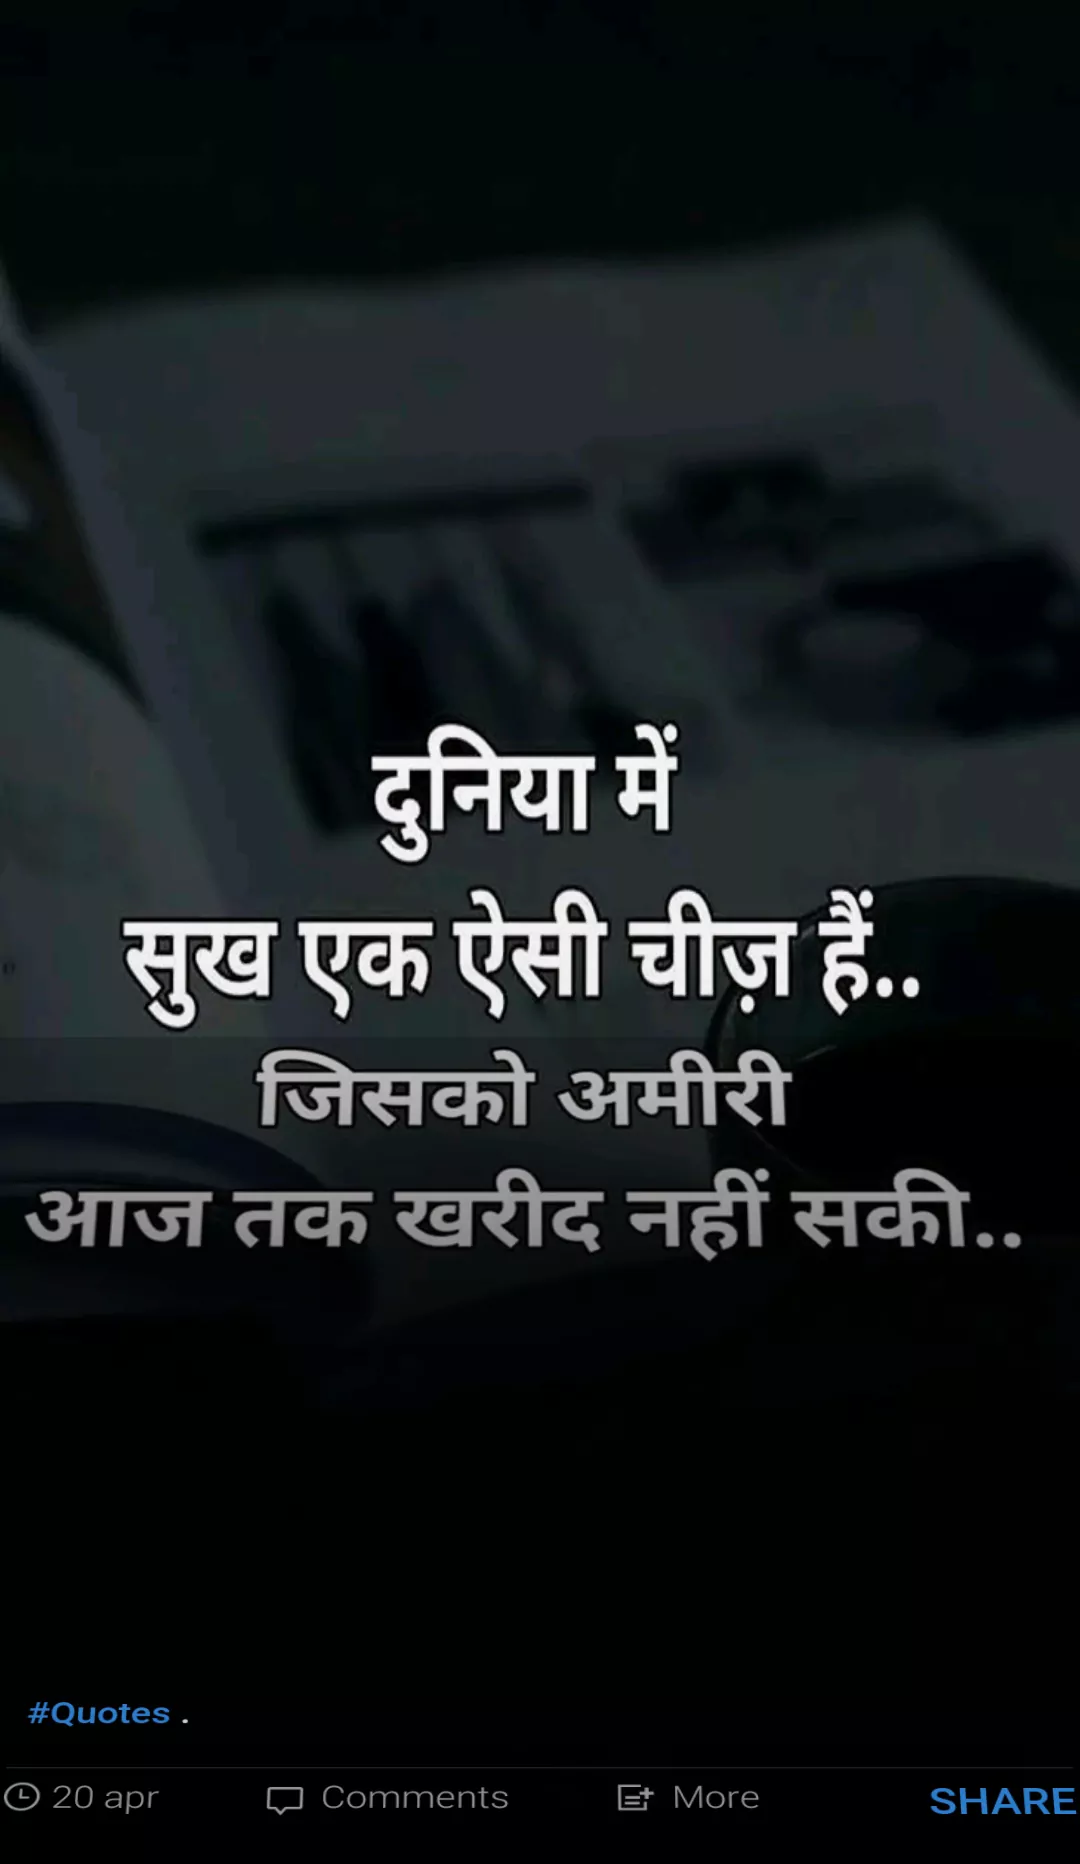 दुनिया में
सुख एक ऐसी चीज़ हैं..
जिसको अमीरी
आज तक खरीद नहीं सकी..
#Quotes .
20 apr Comments More SHARE